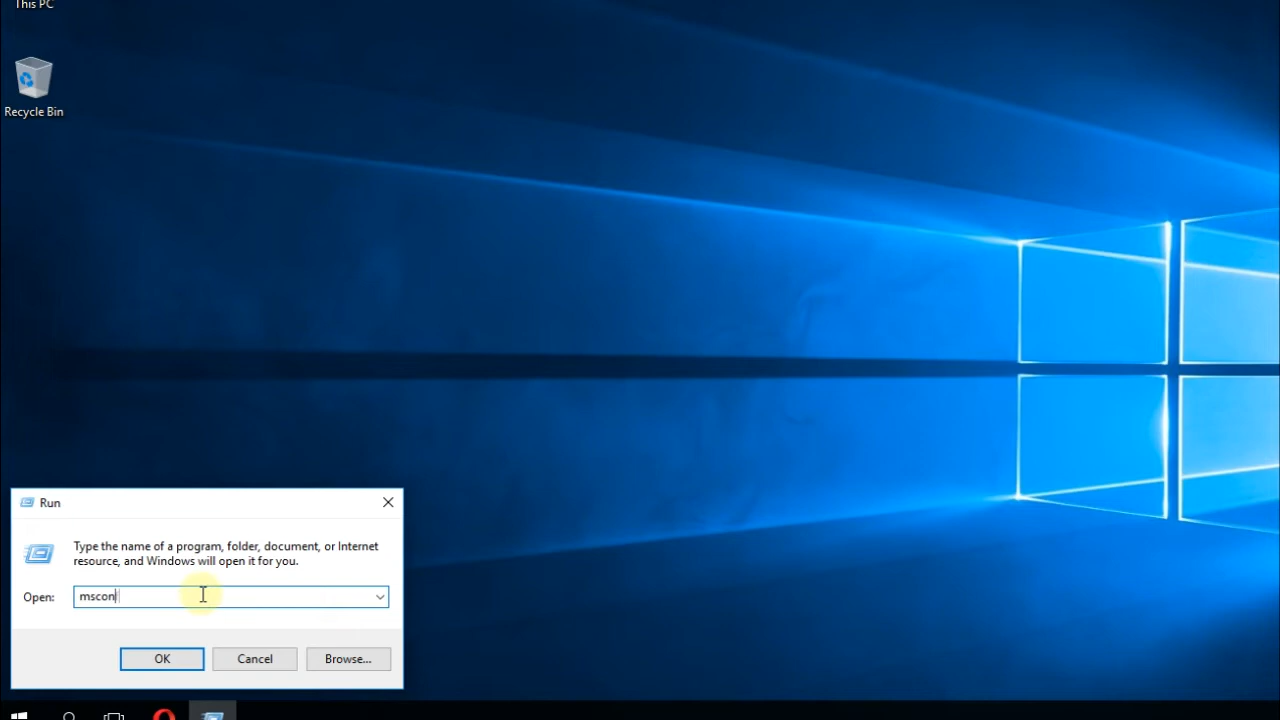 This PC
Recycle Bin
Run
Type the name of a program, folder, document, or Internet
resource, and Windows will open it for you.
Open:
mscon
OK
Cancel
Browse...